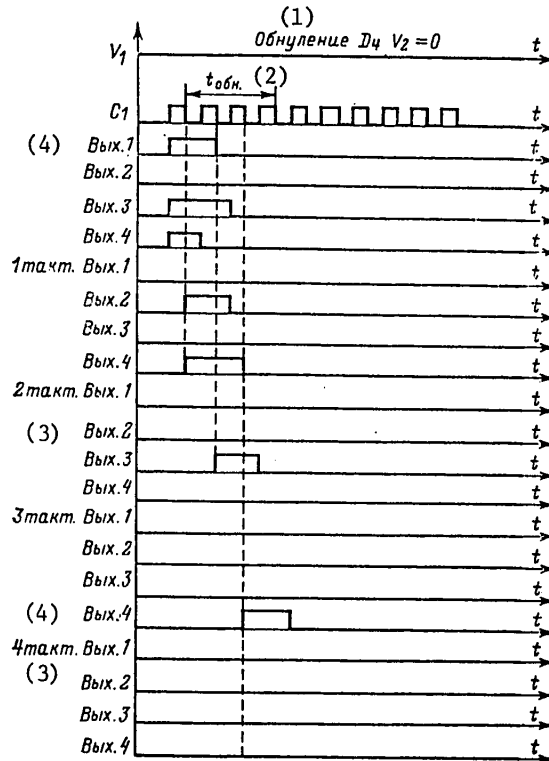 (1)
V1 Обнуление D4 V2=0 t
tобн. (2)
C1 t
(4) Вых.1 t
Вых.2 t
Вых.3 t
Вых.4 t
1такт. Вых.1 t
Вых.2 t
Вых.3 t
Вых.4 t
2такт. Вых.1 t
(3) Вых.2 t
Вых.3 t
Вых.4 t
3такт. Вых.1 t
Вых.2 t
Вых.3 t
(4) Вых.4 t
4такт. Вых.1 t
(3) Вых.2 t
Вых.3 t
Вых.4 t